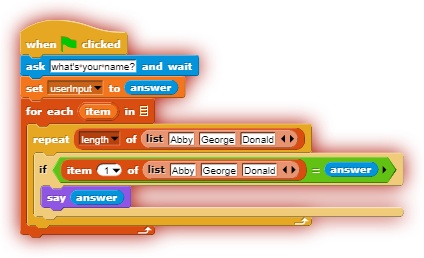 when clicked
ask what's your name? and wait
set userInput to answer
for each item in
repeat length of list Abby George Donald
if item 1 of list Abby George Donald = answer
say answer